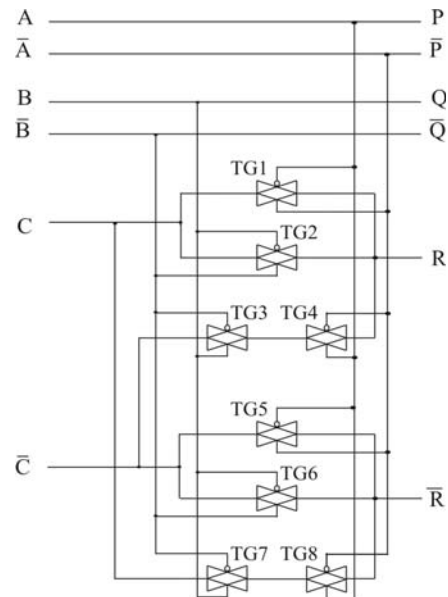 A P
A̅ P̅
B Q
B̅ Q̅
TG1
C TG2 R
TG3 TG4
TG5
C̅ TG6 R̅
TG7 TG8